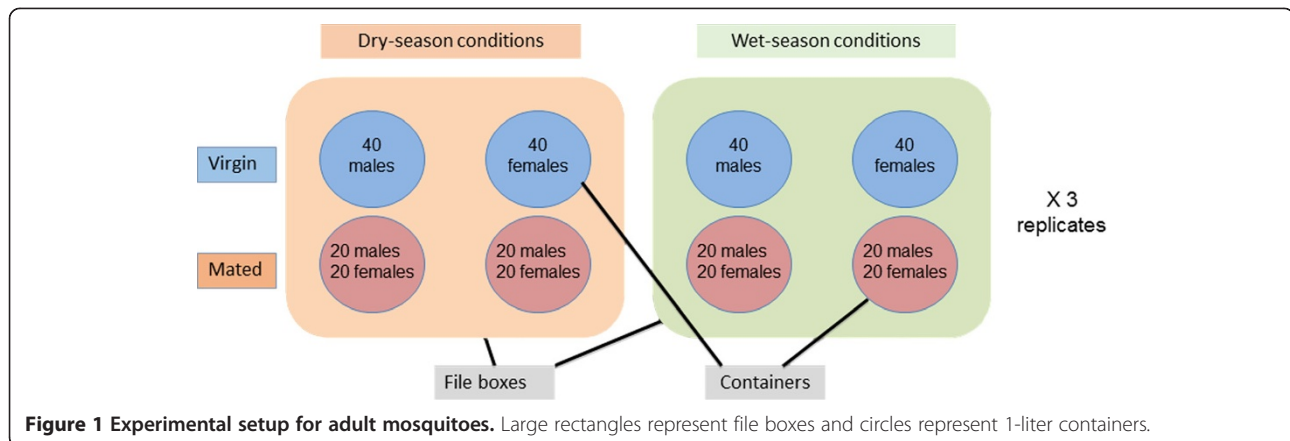 Dry-season conditions
Wet-season conditions
Virgin
40
males
40
females
40
males
40
females
X 3
replicates
Mated
20 males
20 females
20 males
20 females
20 males
20 females
20 males
20 females
File boxes
Containers
Figure 1 Experimental setup for adult mosquitoes. Large rectangles represent file boxes and circles represent 1-liter containers.